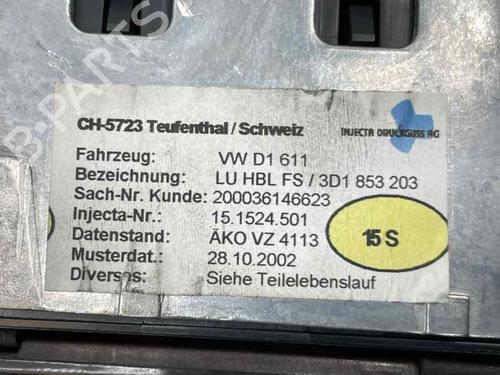 B-PARTS
CH-5723 Teufenthal / Schweiz
INJECTA DRUCKGUSS AG
Fahrzeug: VW D1 611
Bezeichnung: LU HBL FS / 3D1 853 203
Sach-Nr. Kunde: 200036146623
Injecta-Nr.: 15.1524.501
Datenstand: ÄKO VZ 4113
15 S
Musterdat.: 28.10.2002
Diverses: Siehe Teilelebenslauf